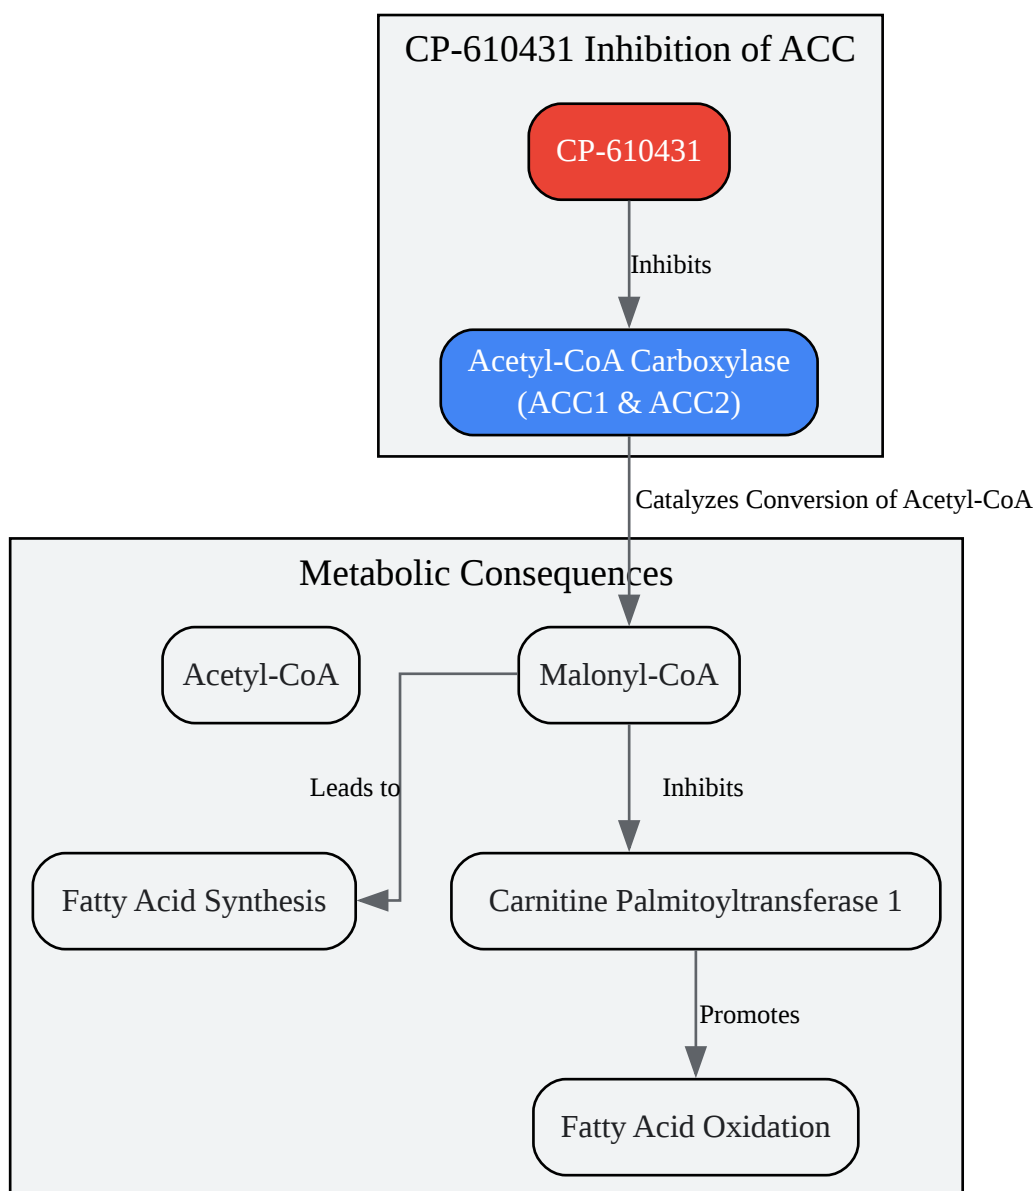 CP-610431 Inhibition of ACC
CP-610431
Inhibits
Acetyl-CoA Carboxylase
(ACC1 & ACC2)
Catalyzes Conversion of Acetyl-CoA
Metabolic Consequences
Acetyl-CoA
Malonyl-CoA
Leads to
Inhibits
Fatty Acid Synthesis
Carnitine Palmitoyltransferase 1
Promotes
Fatty Acid Oxidation